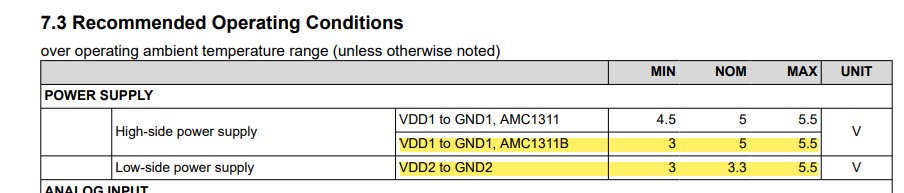 7.3 Recommended Operating Conditions
over operating ambient temperature range (unless otherwise noted)
MIN NOM MAX UNIT
POWER SUPPLY
High-side power supply
VDD1 to GND1, AMC1311 4.5 5 5.5
V
VDD1 to GND1, AMC1311B 3 5 5.5
Low-side power supply VDD2 to GND2 3 3.3 5.5 V
ANALOG INPUT